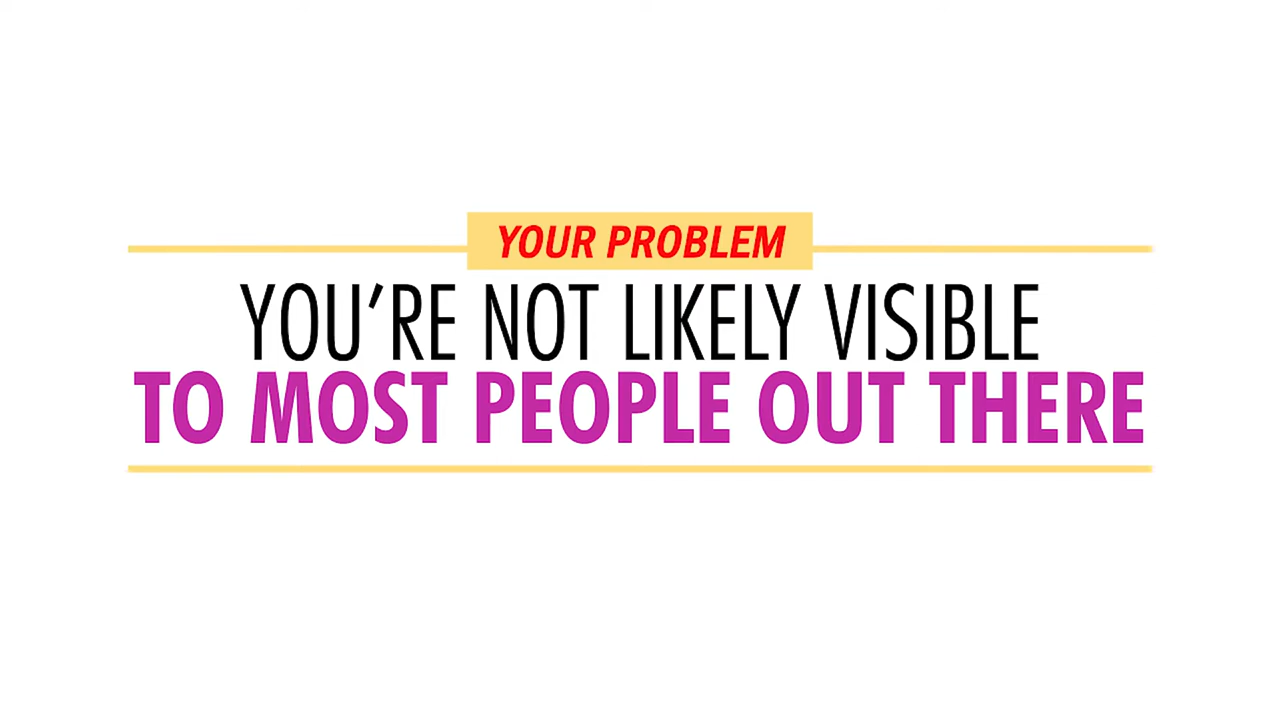 YOUR PROBLEM
YOU'RE NOT LIKELY VISIBLE
TO MOST PEOPLE OUT THERE